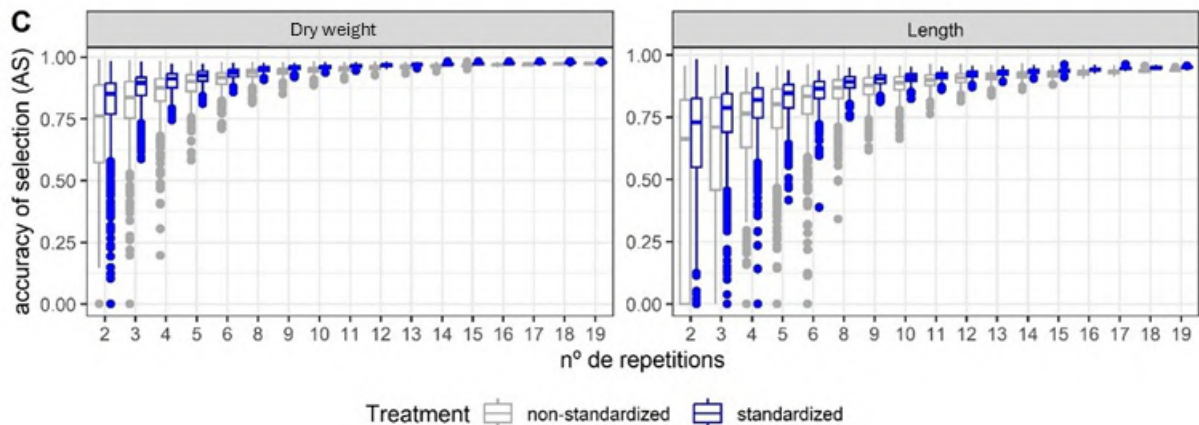 C
Dry weight
Length
accuracy of selection (AS)
1.00
0.75
0.50
0.25
0.00
1.00
0.75
0.50
0.25
0.00
2 3 4 5 6 8 9 10 11 12 13 14 15 16 17 18 19
2 3 4 5 6 8 9 10 11 12 13 14 15 16 17 18 19
nº de repetitions
Treatment non-standardized standardized